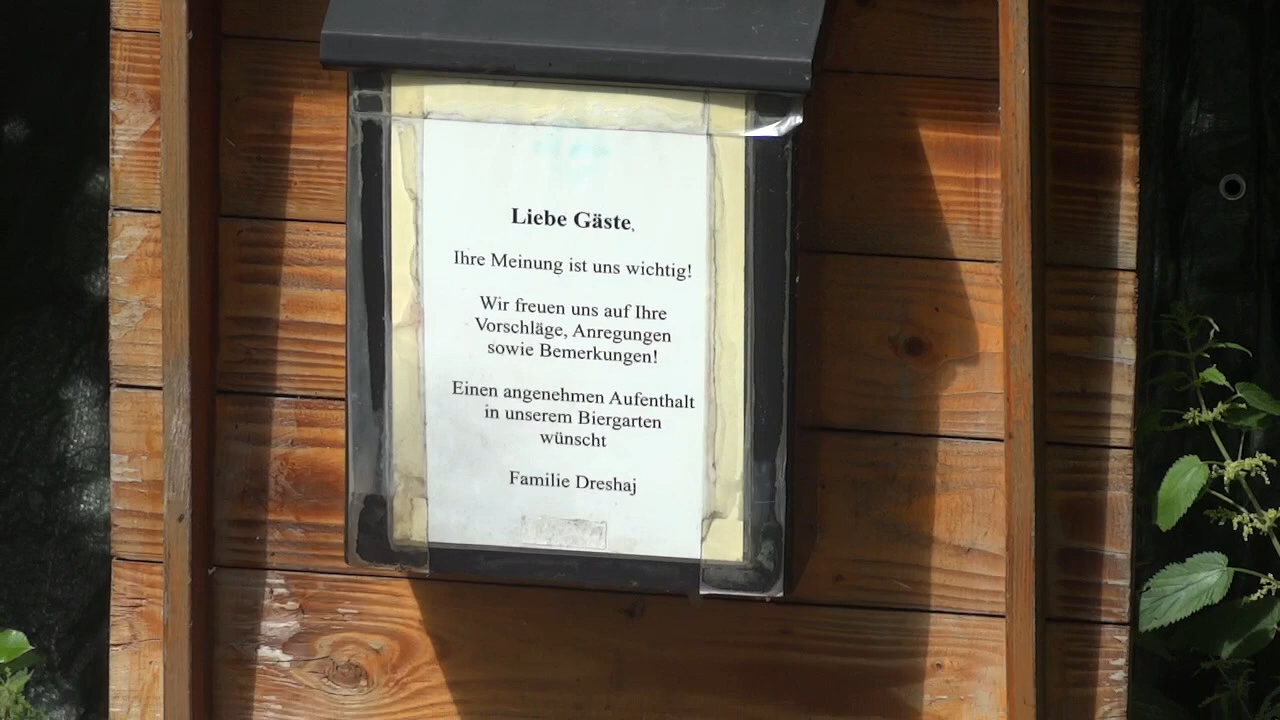 Liebe Gäste,
Ihre Meinung ist uns wichtig!
Wir freuen uns auf Ihre
Vorschläge, Anregungen
sowie Bemerkungen!
Einen angenehmen Aufenthalt
in unserem Biergarten
wünscht
Familie Dreshaj